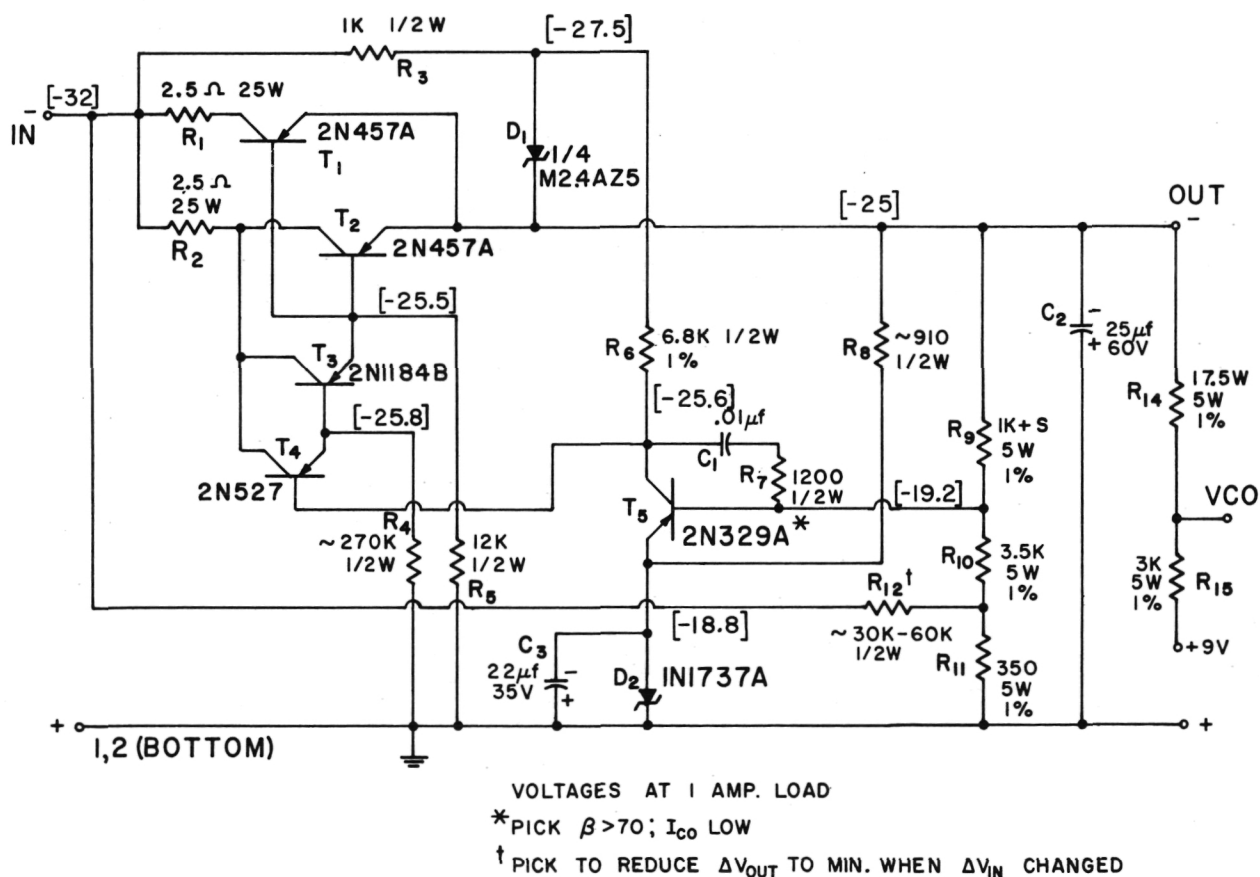 1K 1/2W
R3
[-27.5]
[-32]
-
IN
2.5 Ω 25W
R1
2N457A
T1
D1
1/4
M2.4AZ5
2.5 Ω
25W
R2
T2
2N457A
[-25]
OUT
-
[-25.5]
T3
2N1184B
[-25.8]
T4
2N527
R6
6.8K 1/2W
1%
[-25.6]
.01μf
C1
R7
1200
1/2W
R8
~910
1/2W
C2
-
+
25μf
60V
R14
17.5W
5W
1%
R9
1K+S
5W
1%
[-19.2]
VCO
T5
2N329A*
R4
~270K
1/2W
12K
1/2W
R5
R10
3.5K
5W
1%
3K
5W
1%
R15
+9V
R12†
~30K-60K
1/2W
[-18.8]
C3
22μf
35V
-
+
D2
1N1737A
R11
350
5W
1%
+
1,2 (BOTTOM)
+
VOLTAGES AT 1 AMP. LOAD
*PICK β>70; ICO LOW
†PICK TO REDUCE ΔVOUT TO MIN. WHEN ΔVIN CHANGED